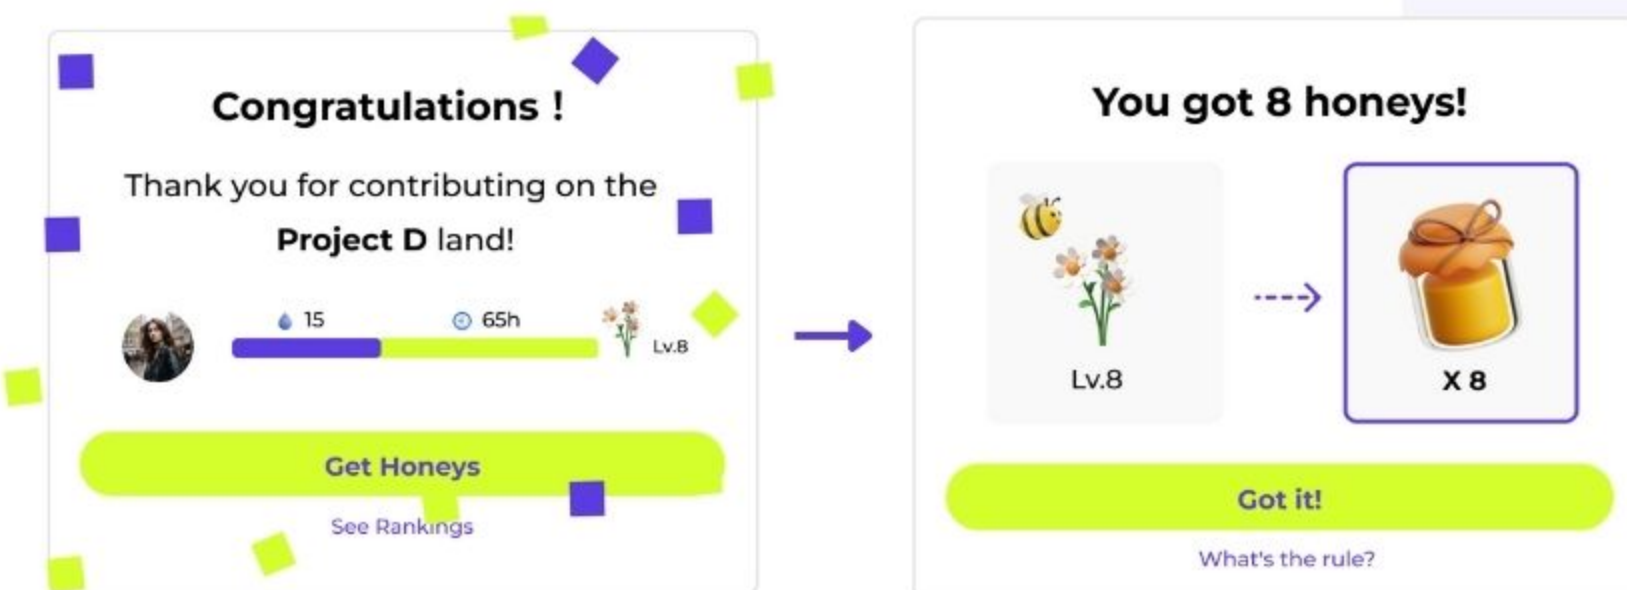 Congratulations !
Thank you for contributing on the
Project D land!
15
65h
Lv.8
Get Honeys
See Rankings
You got 8 honeys!
Lv.8
X 8
Got it!
What's the rule?